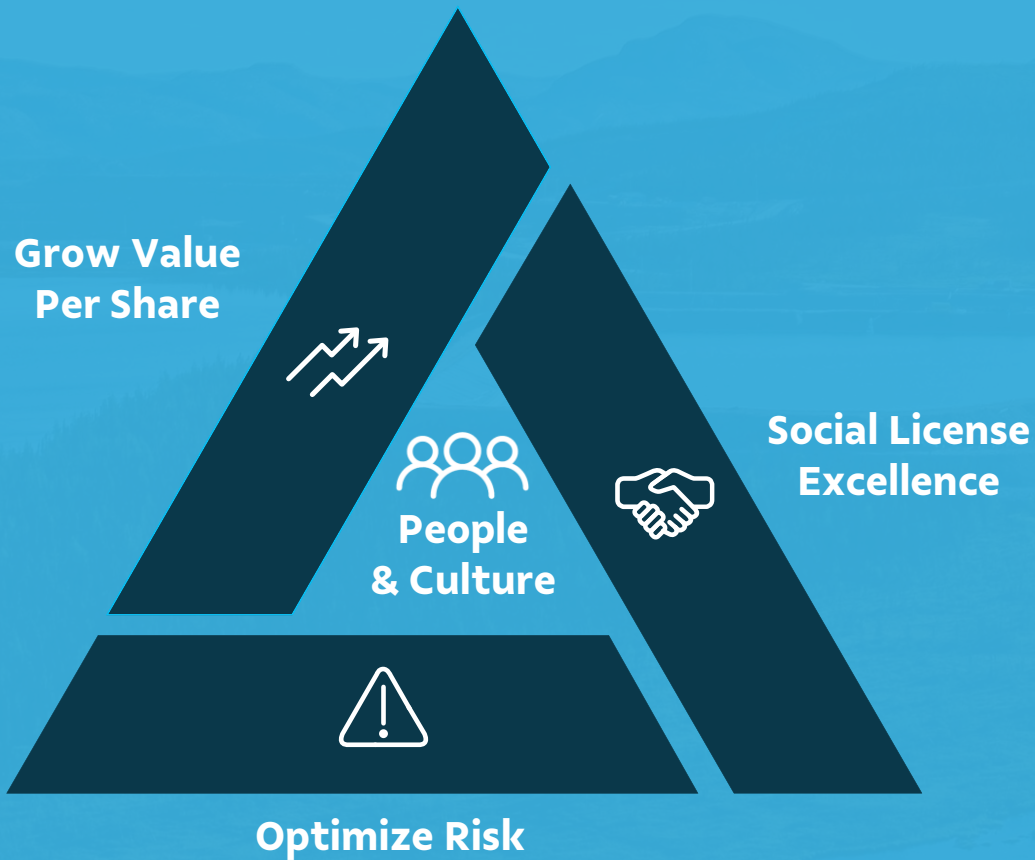 Grow Value
Per Share
Social License
Excellence
People
& Culture
Optimize Risk